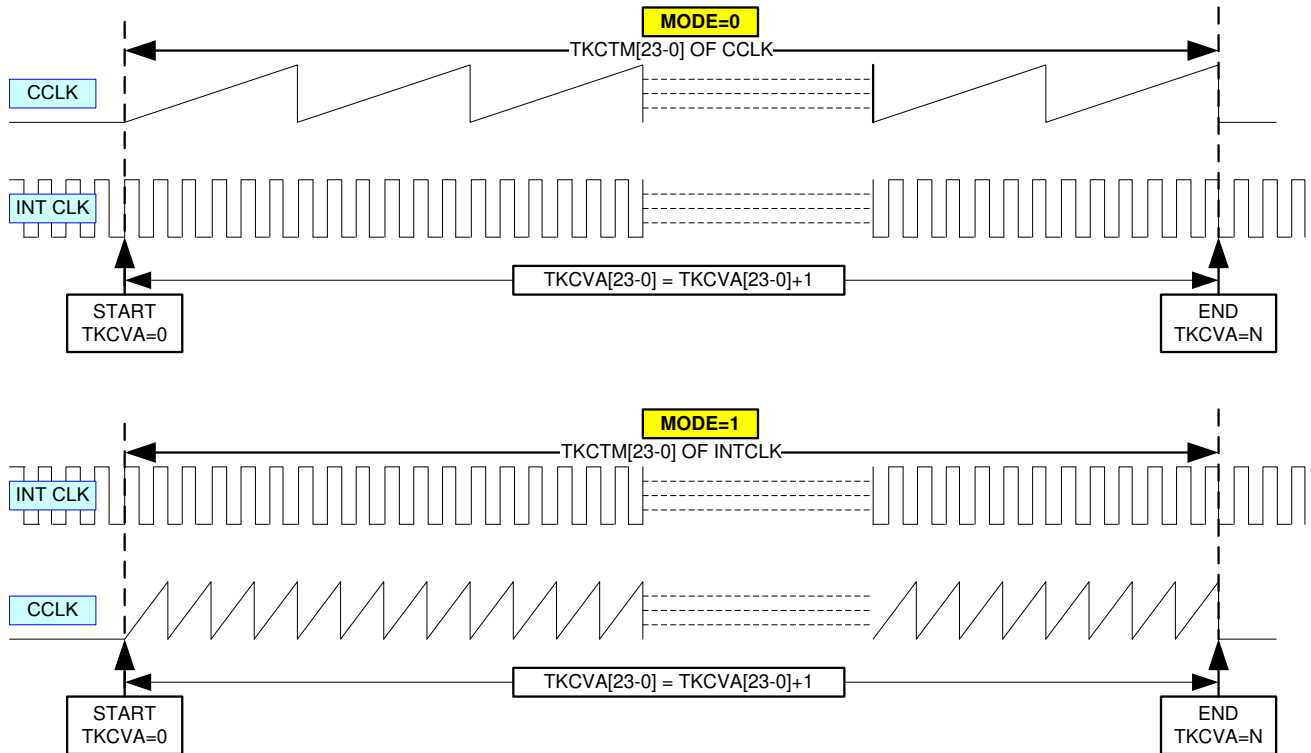 MODE=0
TKCTM[23-0] OF CCLK
CCLK
INT CLK
TKCVA[23-0] = TKCVA[23-0]+1
START
TKCVA=0
END
TKCVA=N
MODE=1
TKCTM[23-0] OF INTCLK
INT CLK
CCLK
TKCVA[23-0] = TKCVA[23-0]+1
START
TKCVA=0
END
TKCVA=N